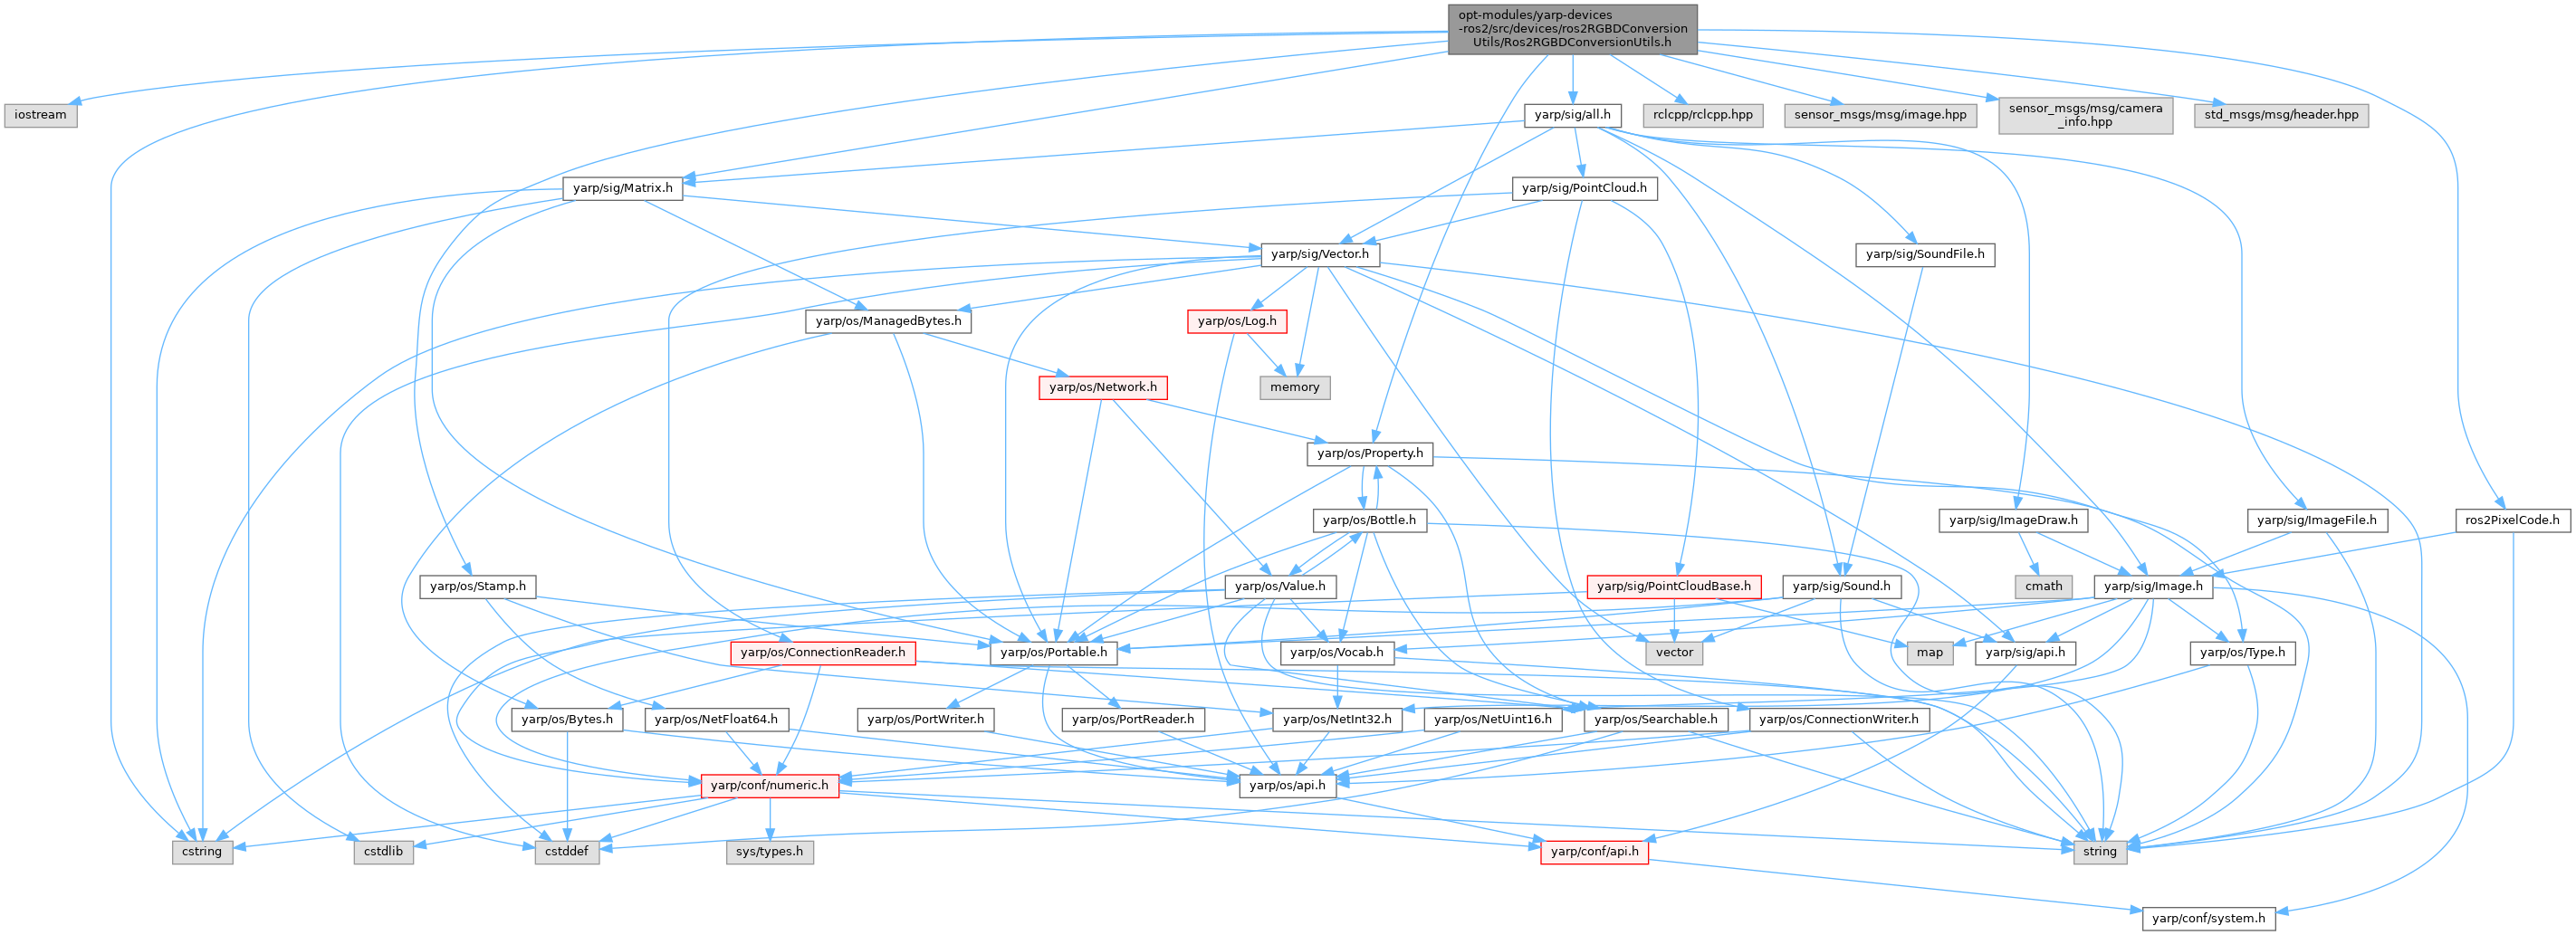 opt-modules/yarp-devices
-ros2/src/devices/ros2RGBDConversion
Utils/Ros2RGBDConversionUtils.h
iostream
yarp/sig/all.h
rclcpp/rclcpp.hpp
sensor_msgs/msg/image.hpp
sensor_msgs/msg/camera
_info.hpp
std_msgs/msg/header.hpp
yarp/sig/Matrix.h
yarp/sig/PointCloud.h
yarp/sig/Vector.h
yarp/sig/SoundFile.h
yarp/os/ManagedBytes.h
yarp/os/Log.h
yarp/os/Network.h
memory
yarp/os/Property.h
yarp/os/Bottle.h
yarp/sig/ImageDraw.h
yarp/sig/ImageFile.h
ros2PixelCode.h
yarp/os/Stamp.h
yarp/os/Value.h
yarp/sig/PointCloudBase.h
yarp/sig/Sound.h
cmath
yarp/sig/Image.h
yarp/os/ConnectionReader.h
yarp/os/Portable.h
yarp/os/Vocab.h
vector
map
yarp/sig/api.h
yarp/os/Type.h
yarp/os/Bytes.h
yarp/os/NetFloat64.h
yarp/os/PortWriter.h
yarp/os/PortReader.h
yarp/os/NetInt32.h
yarp/os/NetUint16.h
yarp/os/Searchable.h
yarp/os/ConnectionWriter.h
yarp/conf/numeric.h
yarp/os/api.h
cstring
cstdlib
cstddef
sys/types.h
yarp/conf/api.h
string
yarp/conf/system.h